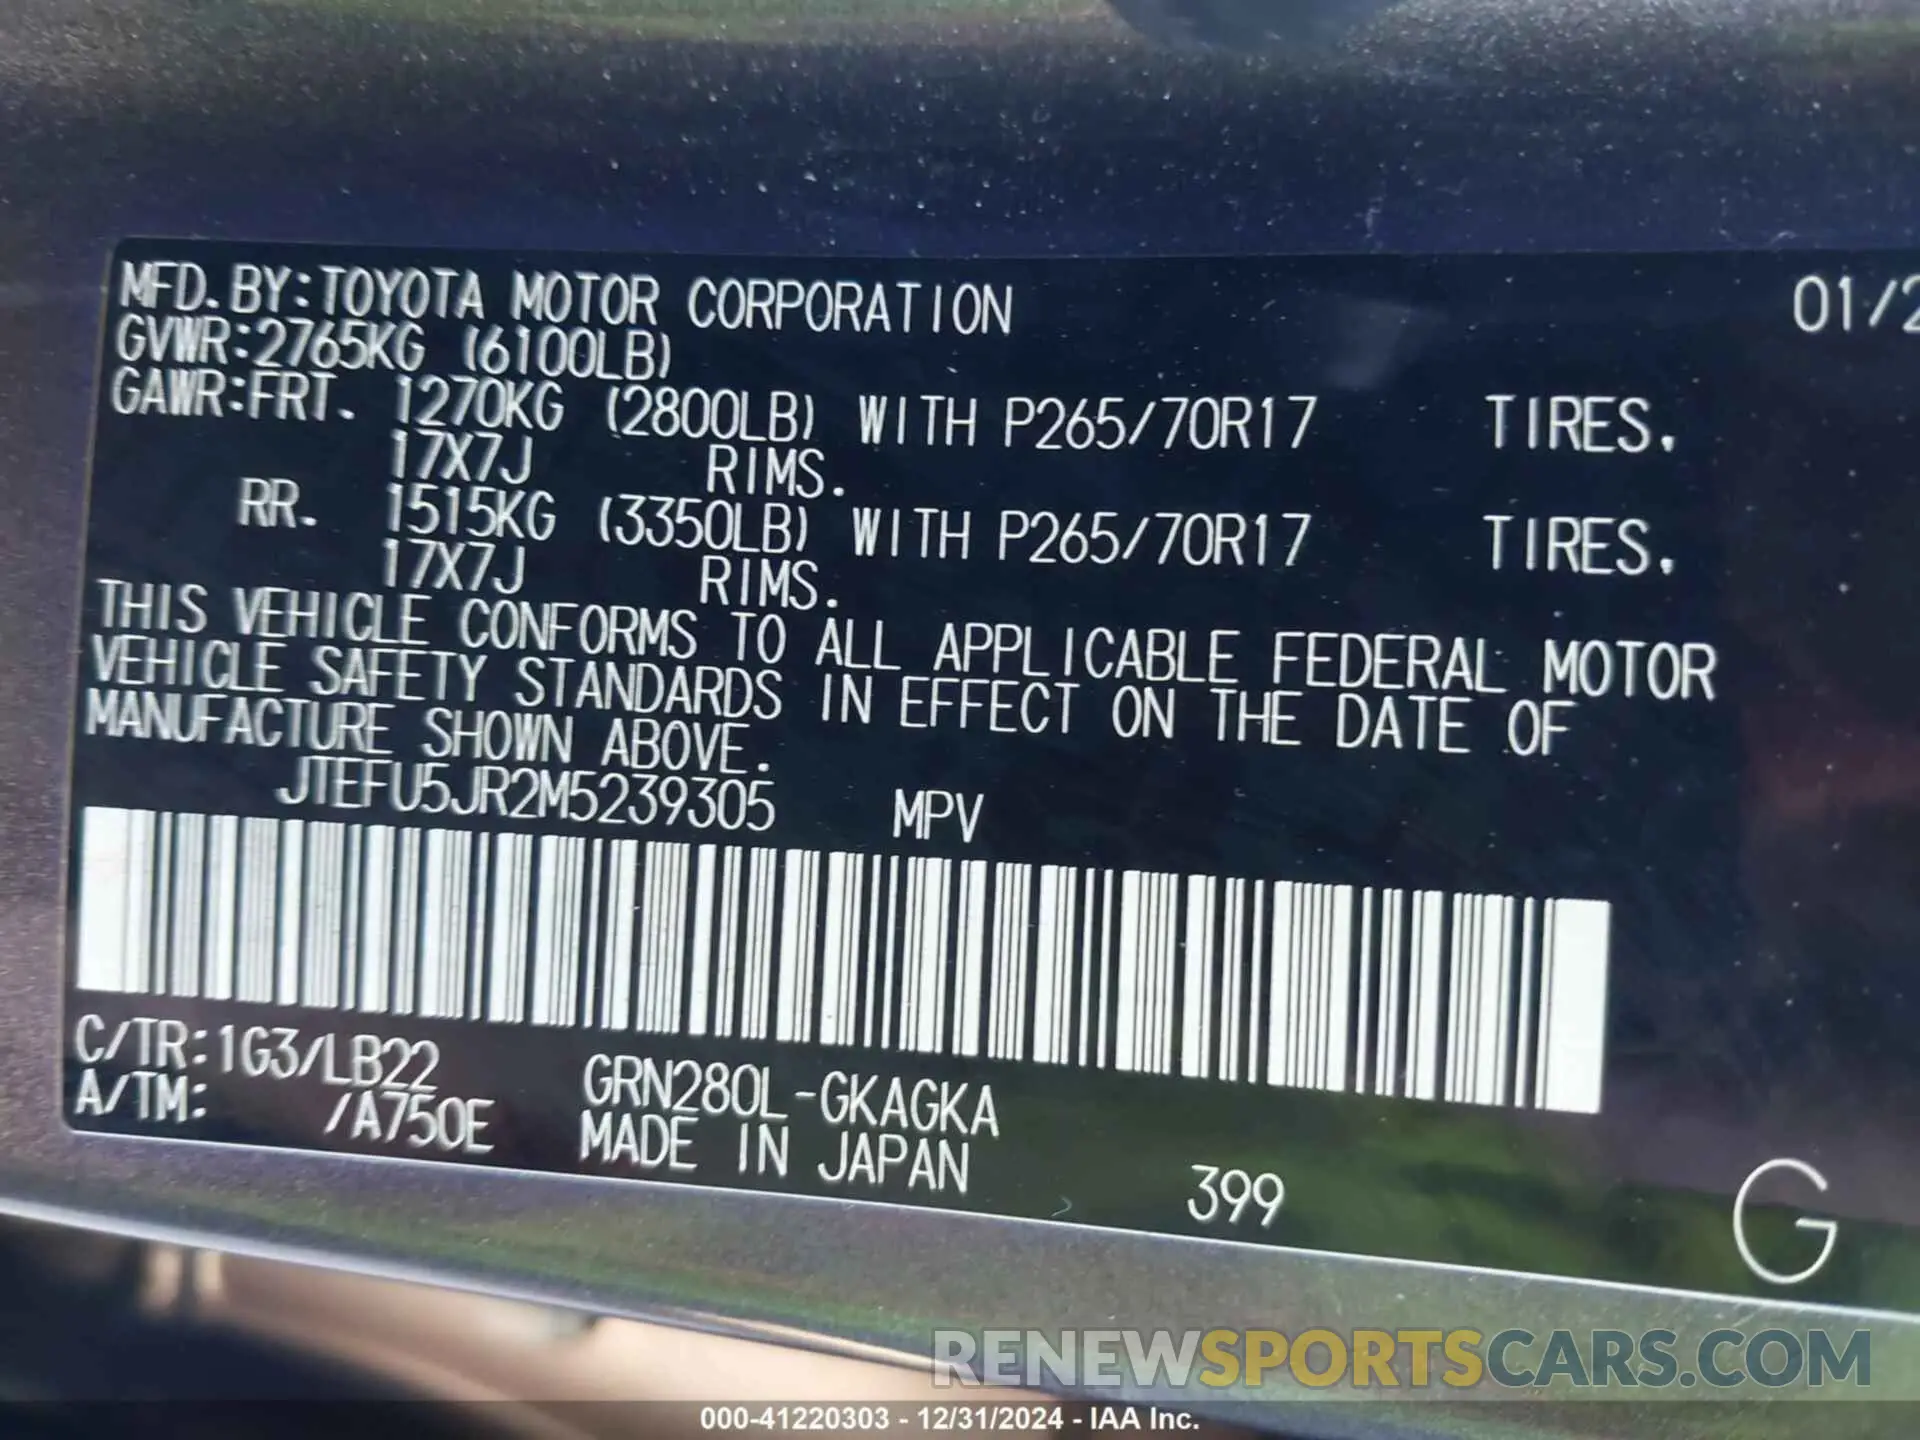 MFD.BY:TOYOTA MOTOR CORPORATION 01/2
GVWR:2765KG (6100LB)
GAWR:FRT. 1270KG (2800LB) WITH P265/70R17 TIRES.
17X7J RIMS.
RR. 1515KG (3350LB) WITH P265/70R17 TIRES.
17X7J RIMS.
THIS VEHICLE CONFORMS TO ALL APPLICABLE FEDERAL MOTOR
VEHICLE SAFETY STANDARDS IN EFFECT ON THE DATE OF
MANUFACTURE SHOWN ABOVE.
JTEFU5JR2M5239305 MPV
C/TR:1G3/LB22 GRN280L-GKAGKA
A/TM: /A750E MADE IN JAPAN 399
G
RENEWSPORTSCARS.COM
000-41220303 - 12/31/2024 - IAA Inc.